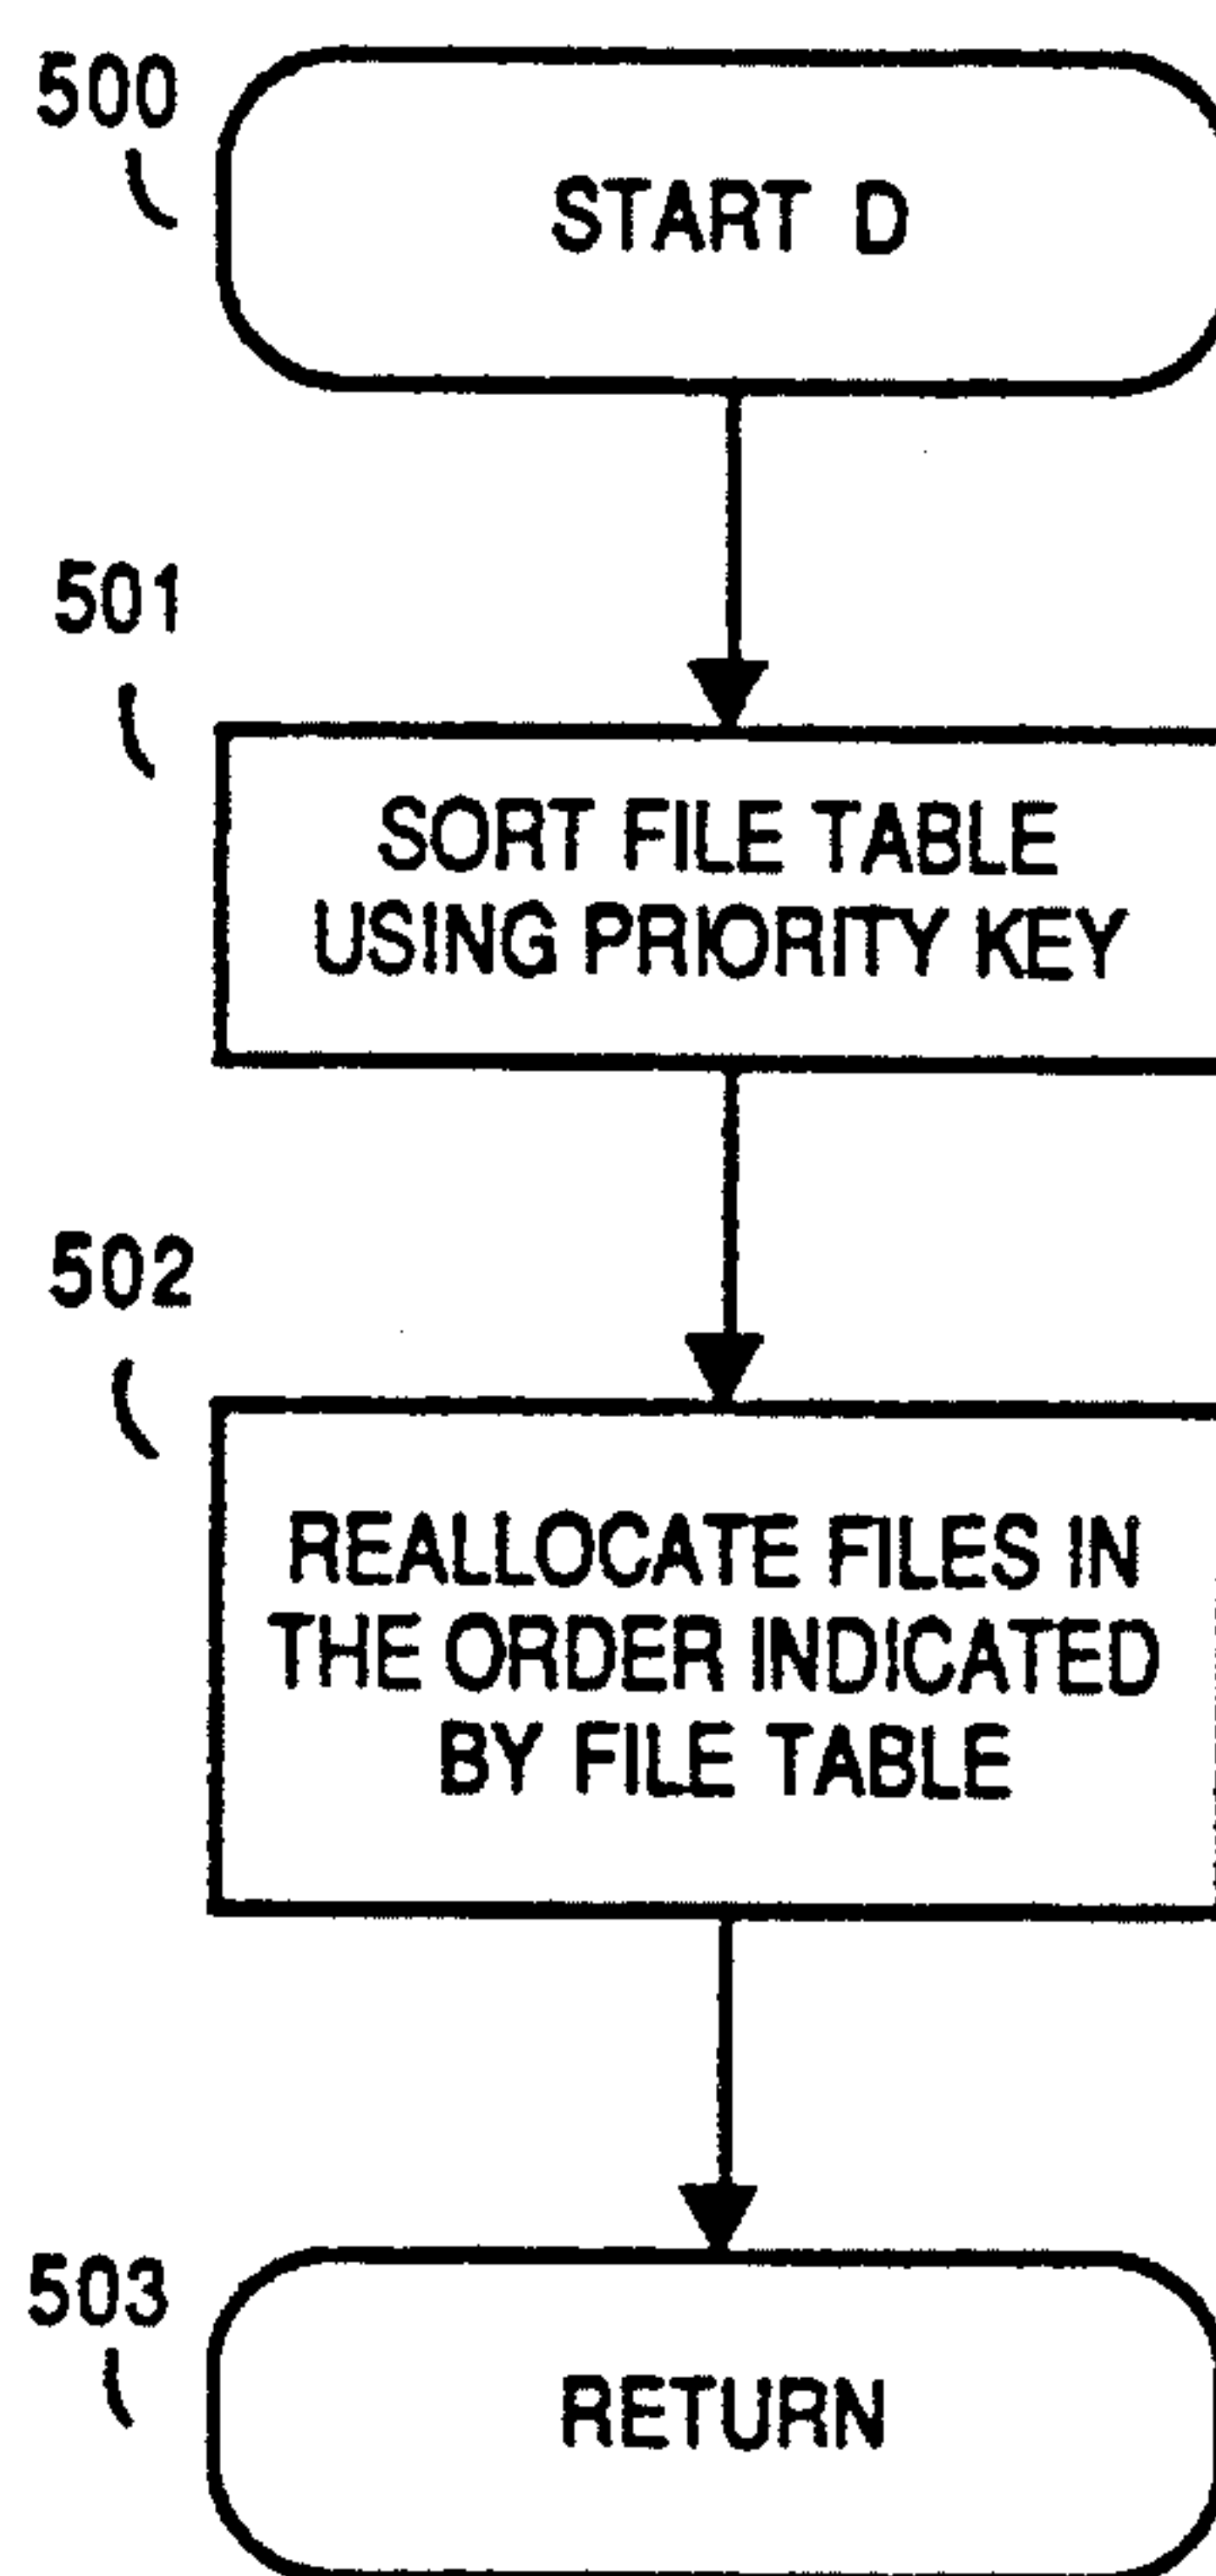 500
START D
501
SORT FILE TABLE
USING PRIORITY KEY
502
REALLOCATE FILES IN
THE ORDER INDICATED
BY FILE TABLE
503
RETURN